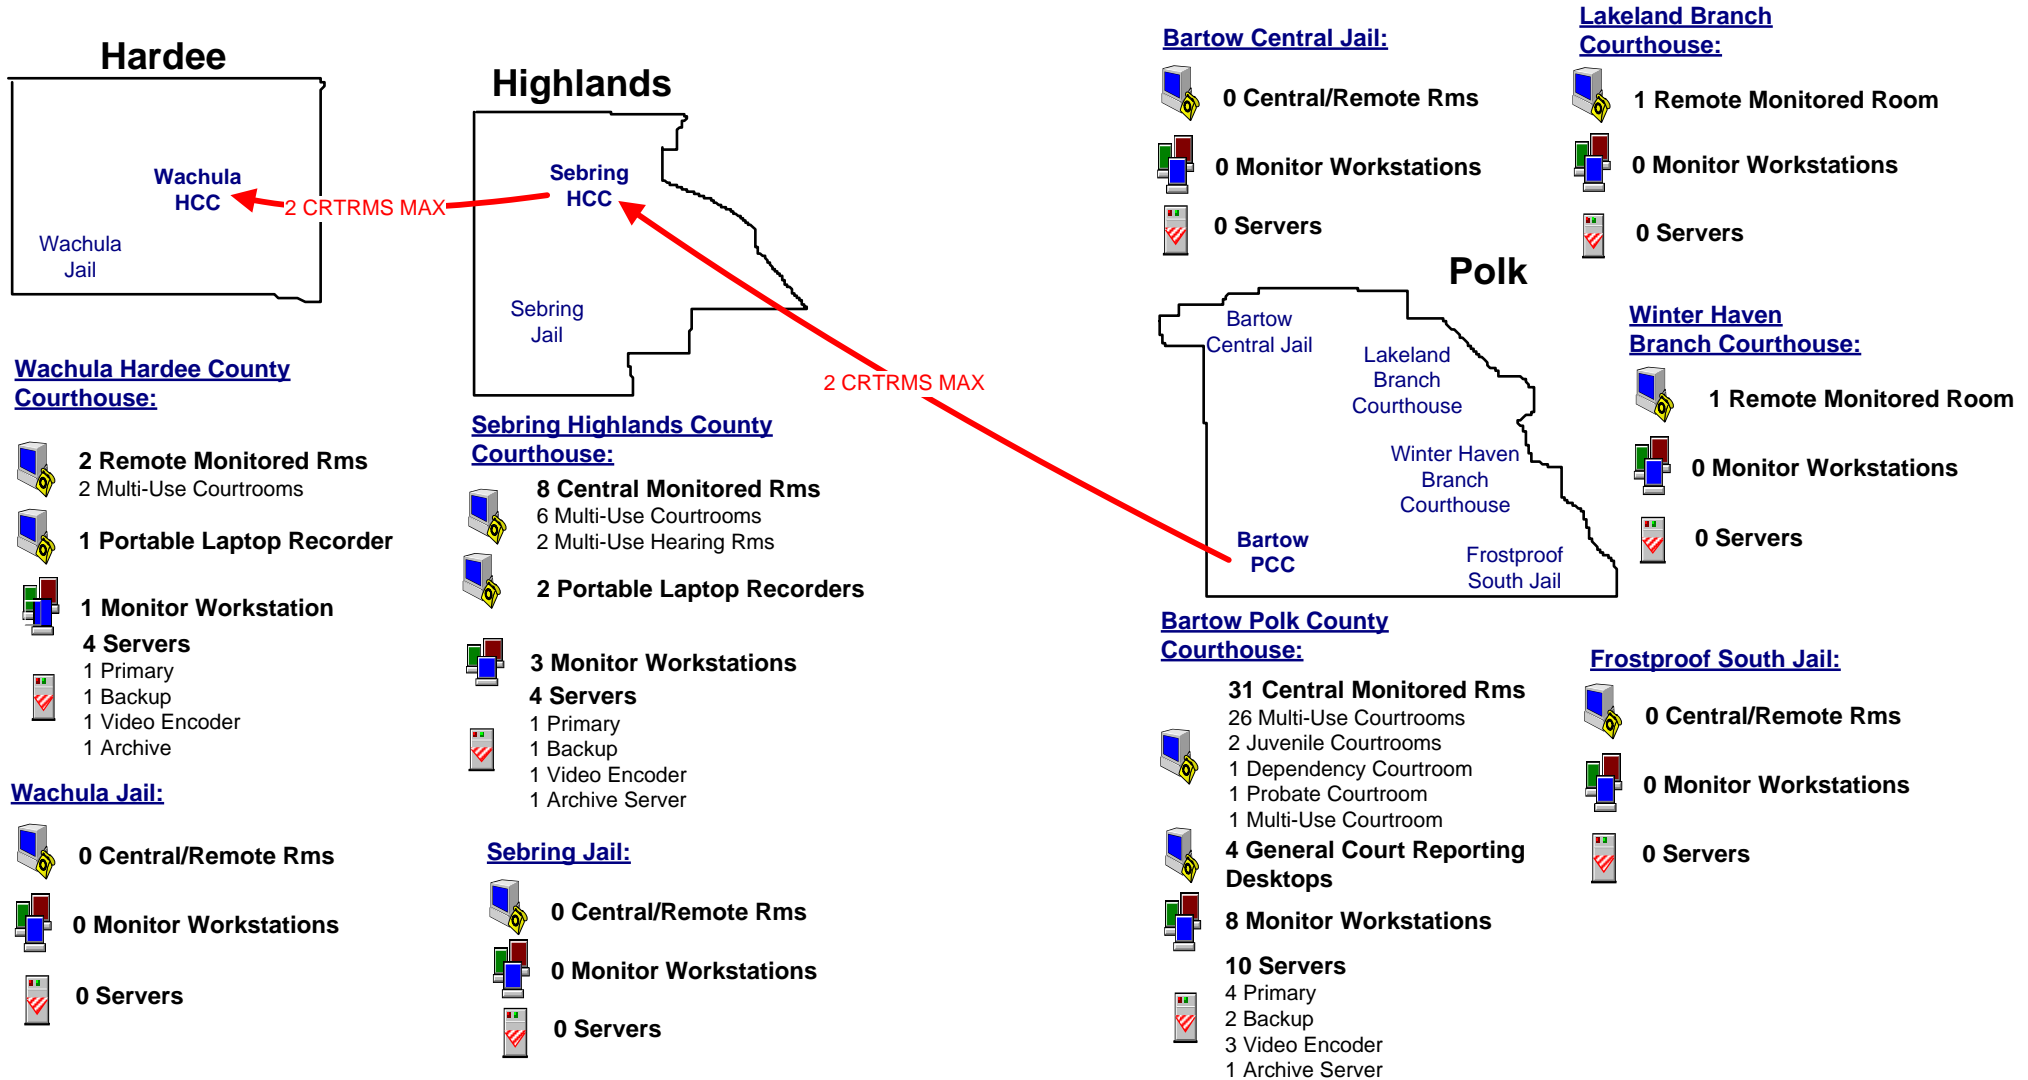 Hardee
Wachula
HCC
Wachula
Jail
2 CRTRMS MAX
Highlands
Sebring
HCC
Sebring
Jail
2 CRTRMS MAX
Wachula Hardee County
Courthouse:
2 Remote Monitored Rms
2 Multi-Use Courtrooms
1 Portable Laptop Recorder
1 Monitor Workstation
4 Servers
1 Primary
1 Backup
1 Video Encoder
1 Archive
Wachula Jail:
0 Central/Remote Rms
0 Monitor Workstations
0 Servers
Sebring Highlands County
Courthouse:
8 Central Monitored Rms
6 Multi-Use Courtrooms
2 Multi-Use Hearing Rms
2 Portable Laptop Recorders
3 Monitor Workstations
4 Servers
1 Primary
1 Backup
1 Video Encoder
1 Archive Server
Sebring Jail:
0 Central/Remote Rms
0 Monitor Workstations
0 Servers
Bartow Central Jail:
0 Central/Remote Rms
0 Monitor Workstations
0 Servers
Lakeland Branch
Courthouse:
1 Remote Monitored Room
0 Monitor Workstations
0 Servers
Polk
Bartow
Central Jail
Lakeland
Branch
Courthouse
Winter Haven
Branch
Courthouse
Bartow
PCC
Frostproof
South Jail
Winter Haven
Branch Courthouse:
1 Remote Monitored Room
0 Monitor Workstations
0 Servers
Bartow Polk County
Courthouse:
31 Central Monitored Rms
26 Multi-Use Courtrooms
2 Juvenile Courtrooms
1 Dependency Courtroom
1 Probate Courtroom
1 Multi-Use Courtroom
4 General Court Reporting
Desktops
8 Monitor Workstations
10 Servers
4 Primary
2 Backup
3 Video Encoder
1 Archive Server
Frostproof South Jail:
0 Central/Remote Rms
0 Monitor Workstations
0 Servers